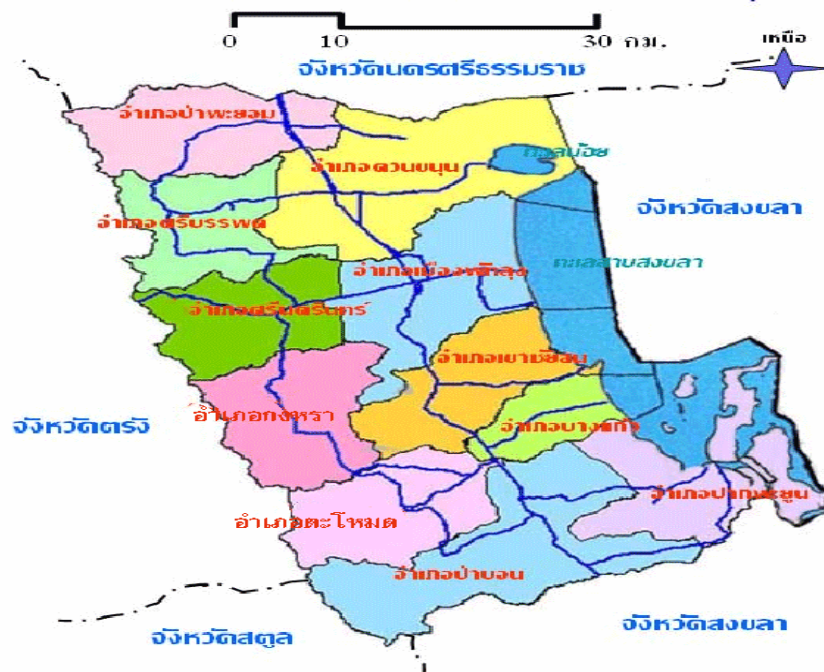 0 10 30 กม.
เหนือ
จังหวัดนครศรีธรรมราช
อำเภอป่าพะยอม
อำเภอควนขนุน
ทะเลน้อย
จังหวัดสงขลา
อำเภอศรีบรรพต
ทะเลสาบสงขลา
อำเภอเมืองพัทลุง
อำเภอศรีนครินทร์
อำเภอเขาชัยสน
อำเภอกงหรา
จังหวัดตรัง
อำเภอบางแก้ว
อำเภอปากพะยูน
อำเภอตะโหมด
อำเภอป่าบอน
จังหวัดสตูล
จังหวัดสงขลา